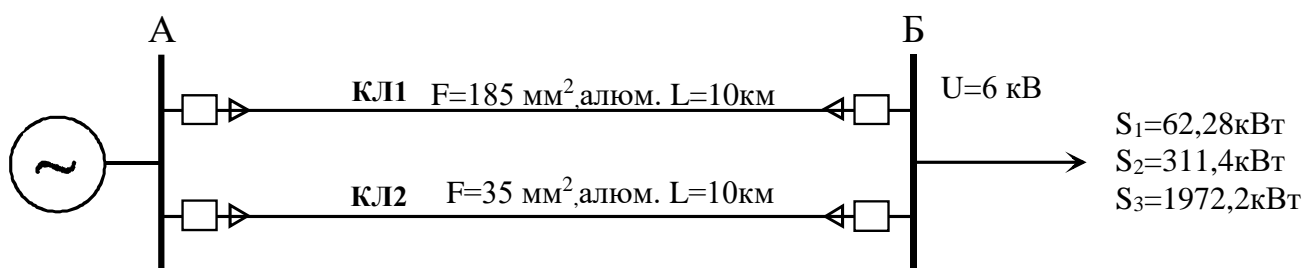 А
Б
КЛ1 F=185 мм²,алюм. L=10км
U=6 кВ
S₁=62,28кВт
S₂=311,4кВт
S₃=1972,2кВт
КЛ2 F=35 мм²,алюм. L=10км